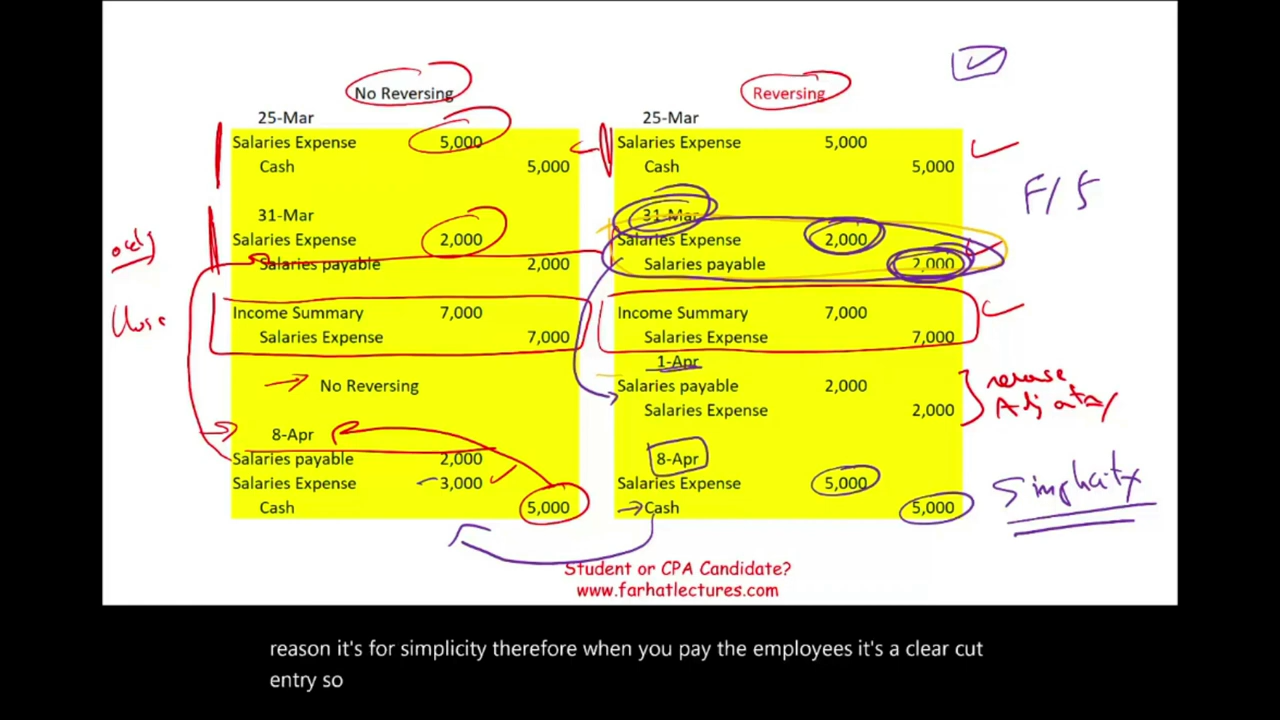 No Reversing
25-Mar
Salaries Expense 5,000
Cash 5,000
31-Mar
Salaries Expense 2,000
Salaries payable 2,000
Income Summary 7,000
Salaries Expense 7,000
No Reversing
8-Apr
Salaries payable 2,000
Salaries Expense 3,000
Cash 5,000
Close
Reversing
25-Mar
Salaries Expense 5,000
Cash 5,000
31-Mar
Salaries Expense 2,000
Salaries payable 2,000
Income Summary 7,000
Salaries Expense 7,000
1-Apr
Salaries payable 2,000
Salaries Expense 2,000
8-Apr
Salaries Expense 5,000
Cash 5,000
F/S
Simplicity
Student or CPA Candidate?
www.farhatlectures.com
reason it's for simplicity therefore when you pay the employees it's a clear cut
entry so